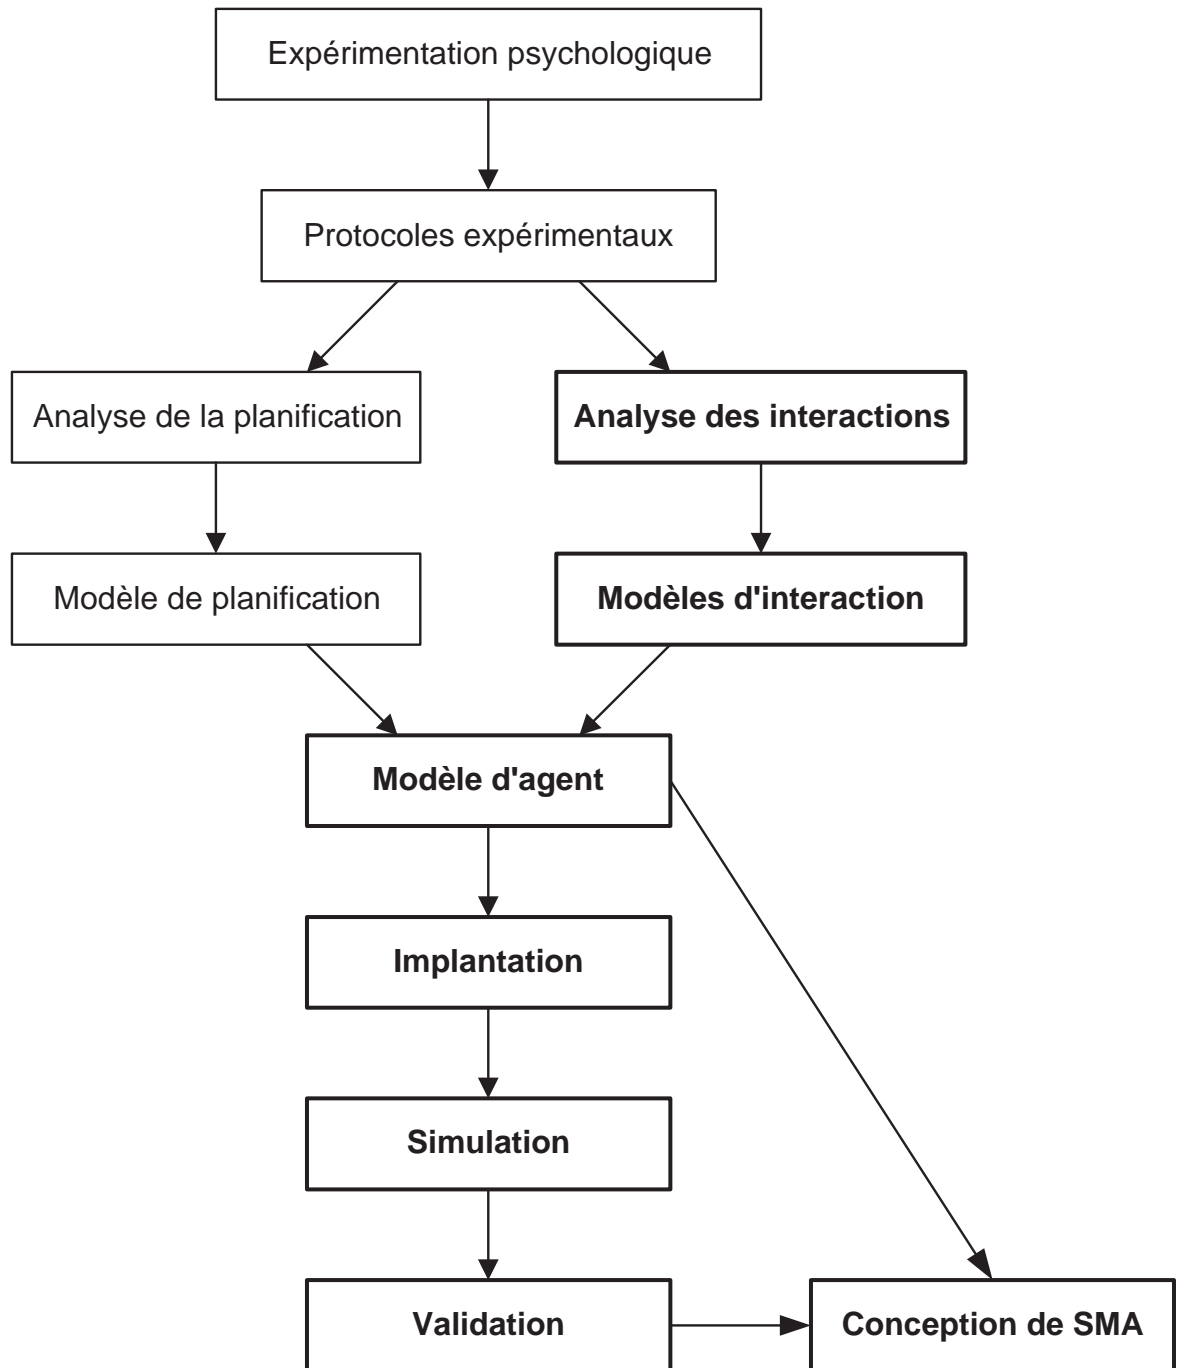 Expérimentation psychologique
Protocoles expérimentaux
Analyse de la planification
Analyse des interactions
Modèle de planification
Modèles d'interaction
Modèle d'agent
Implantation
Simulation
Validation
Conception de SMA